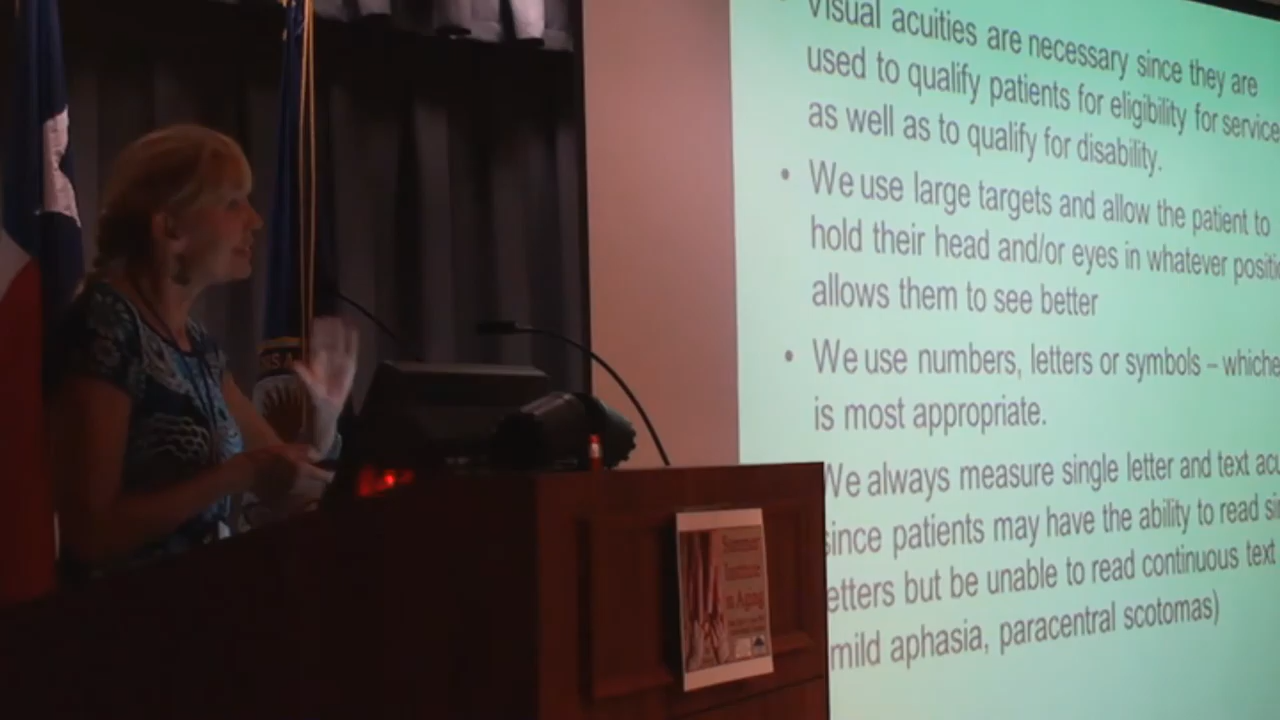 Visual acuities are necessary since they are
used to qualify patients for eligibility for service
as well as to qualify for disability.
• We use large targets and allow the patient to
hold their head and/or eyes in whatever positi
allows them to see better
• We use numbers, letters or symbols – whiche
is most appropriate.
We always measure single letter and text acu
since patients may have the ability to read si
etters but be unable to read continuous text
mild aphasia, paracentral scotomas)
Summer
Institute
in Aging